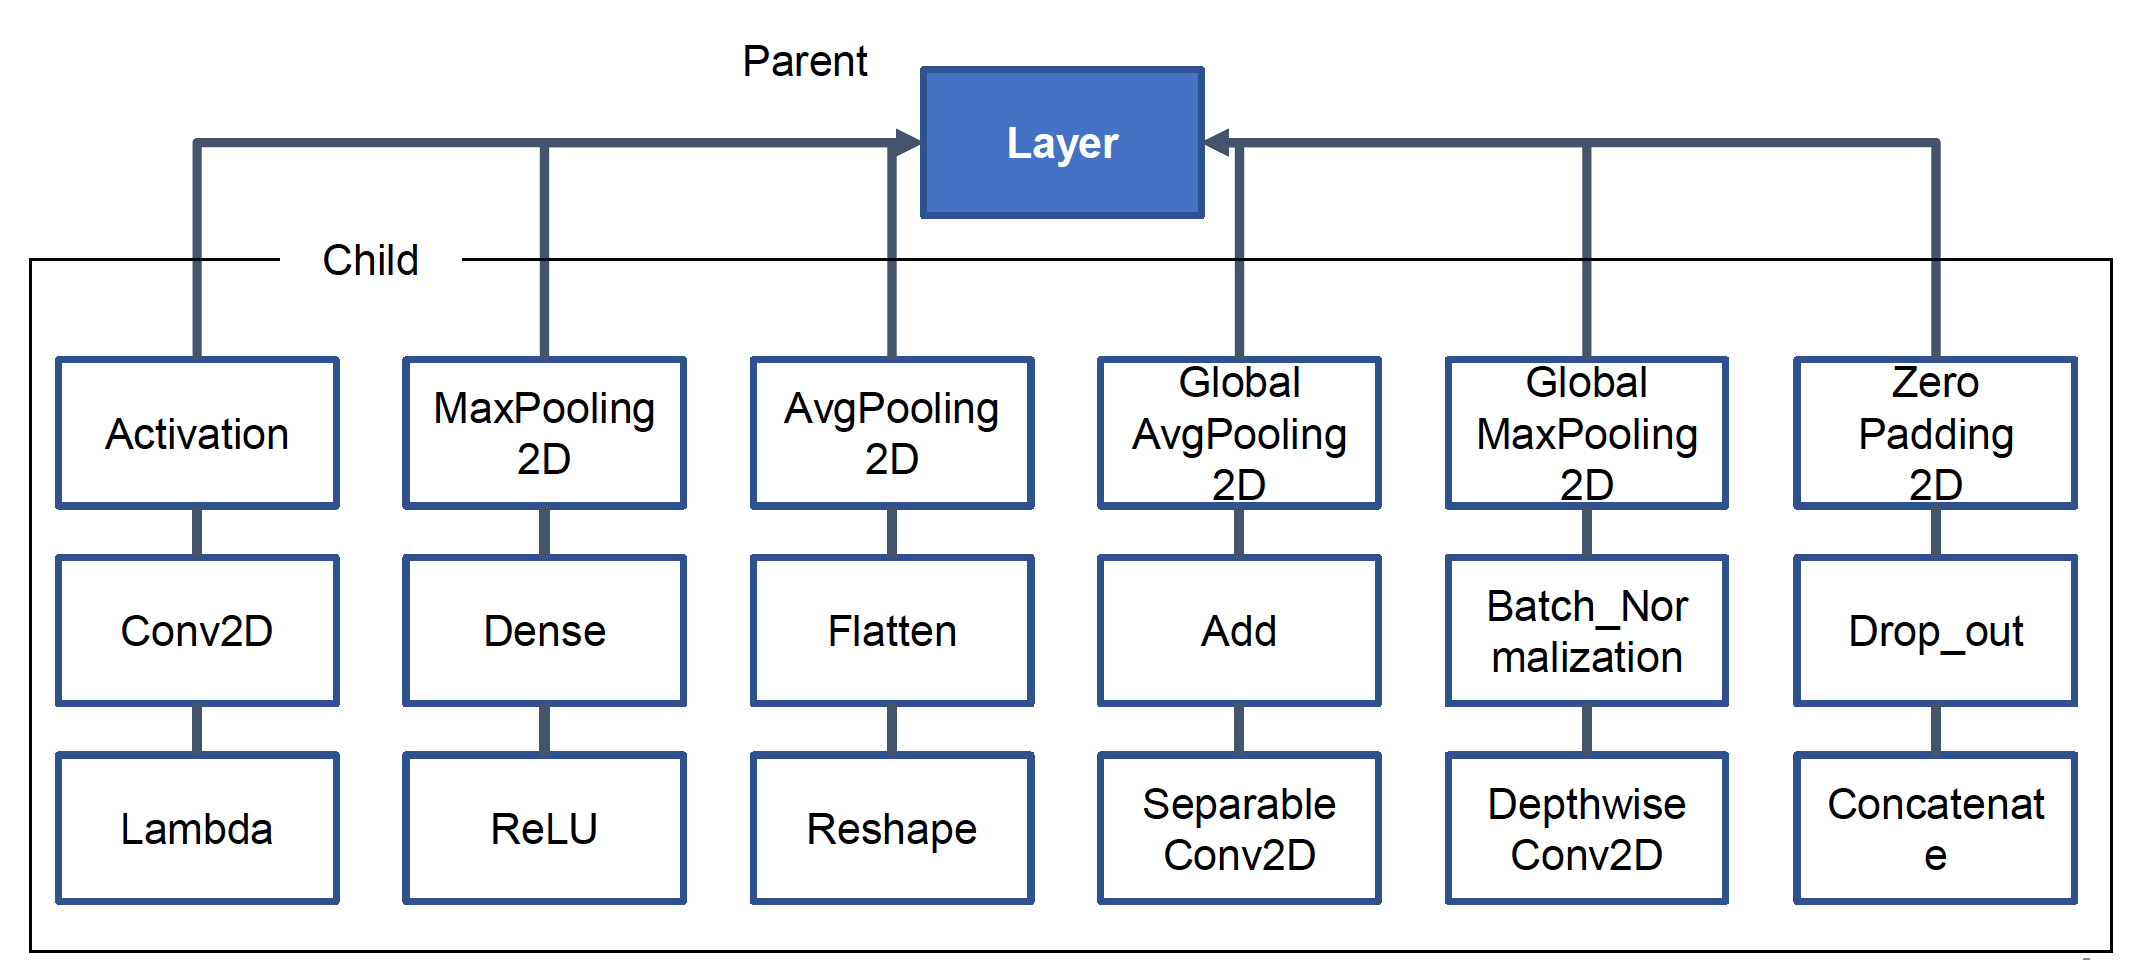 Parent
Layer
Child
Activation
MaxPooling
2D
AvgPooling
2D
Global
AvgPooling
2D
Global
MaxPooling
2D
Zero
Padding
2D
Conv2D
Dense
Flatten
Add
Batch_Nor
malization
Drop_out
Lambda
ReLU
Reshape
Separable
Conv2D
Depthwise
Conv2D
Concatenat
e